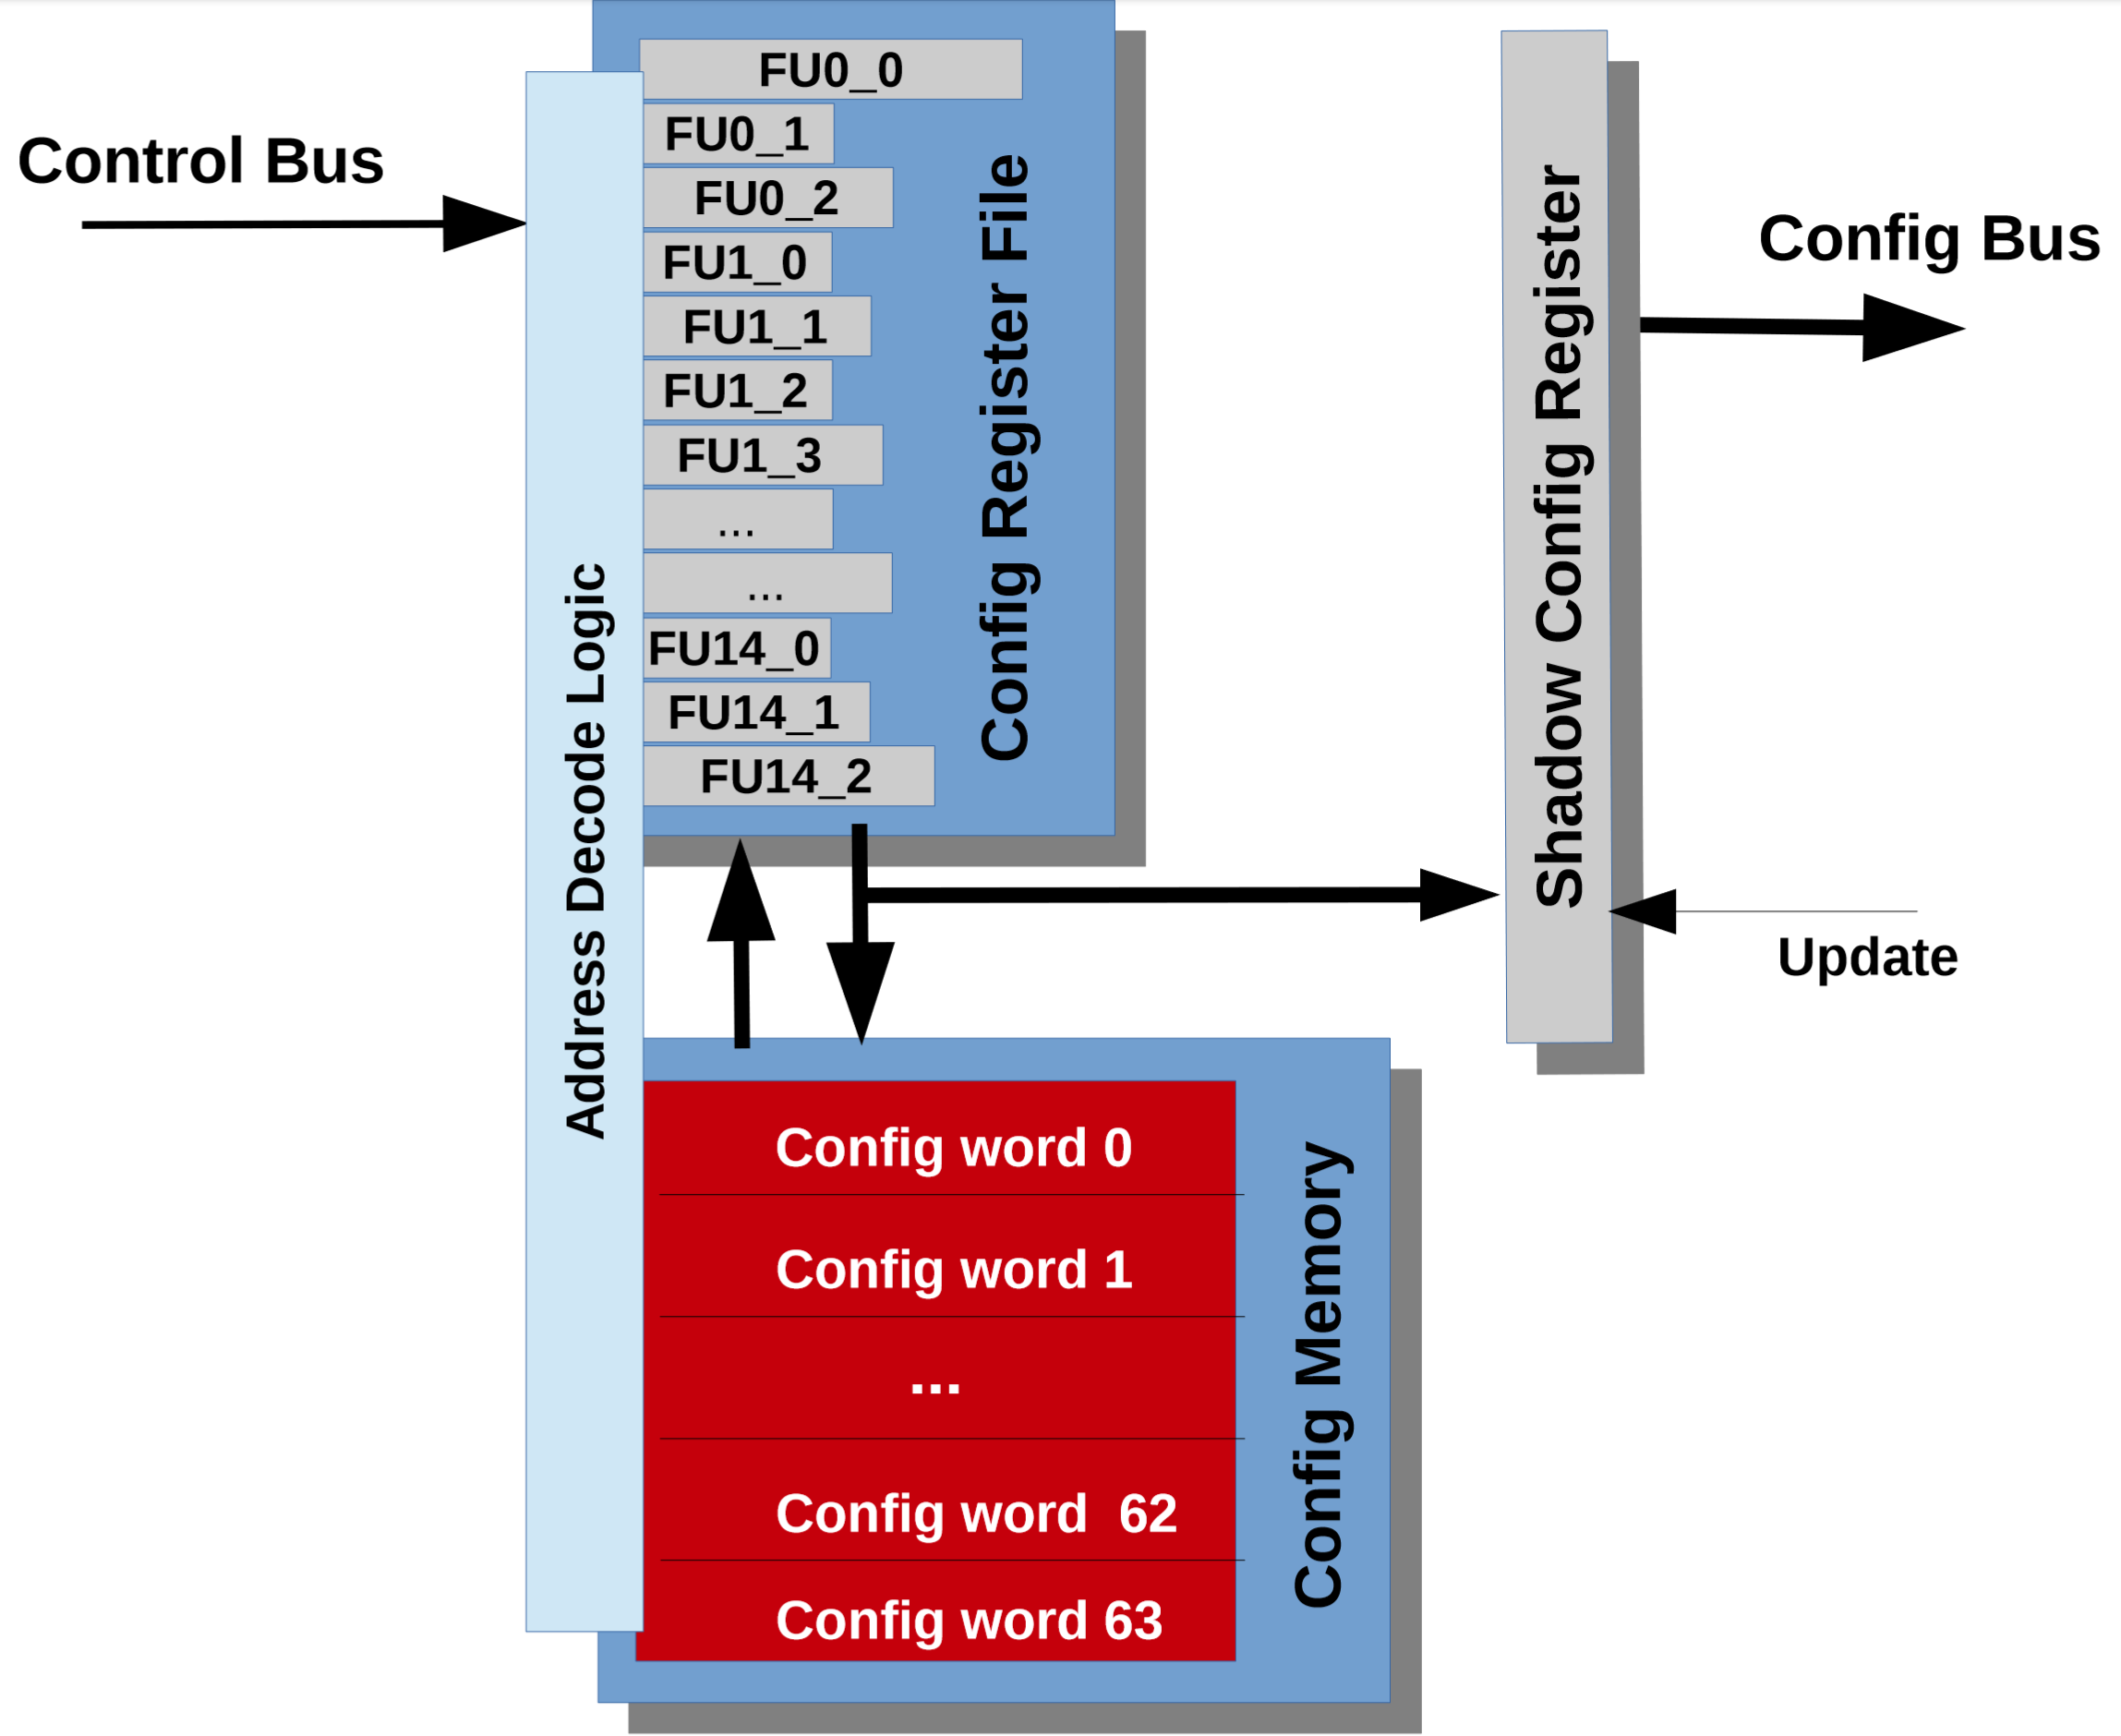 Control Bus
Address Decode Logic
FU0_0
FU0_1
FU0_2
FU1_0
FU1_1
FU1_2
FU1_3
...
...
FU14_0
FU14_1
FU14_2
Config Register File
Shadow Config Register
Config Bus
Update
Config word 0
Config word 1
...
Config word  62
Config word 63
Config Memory